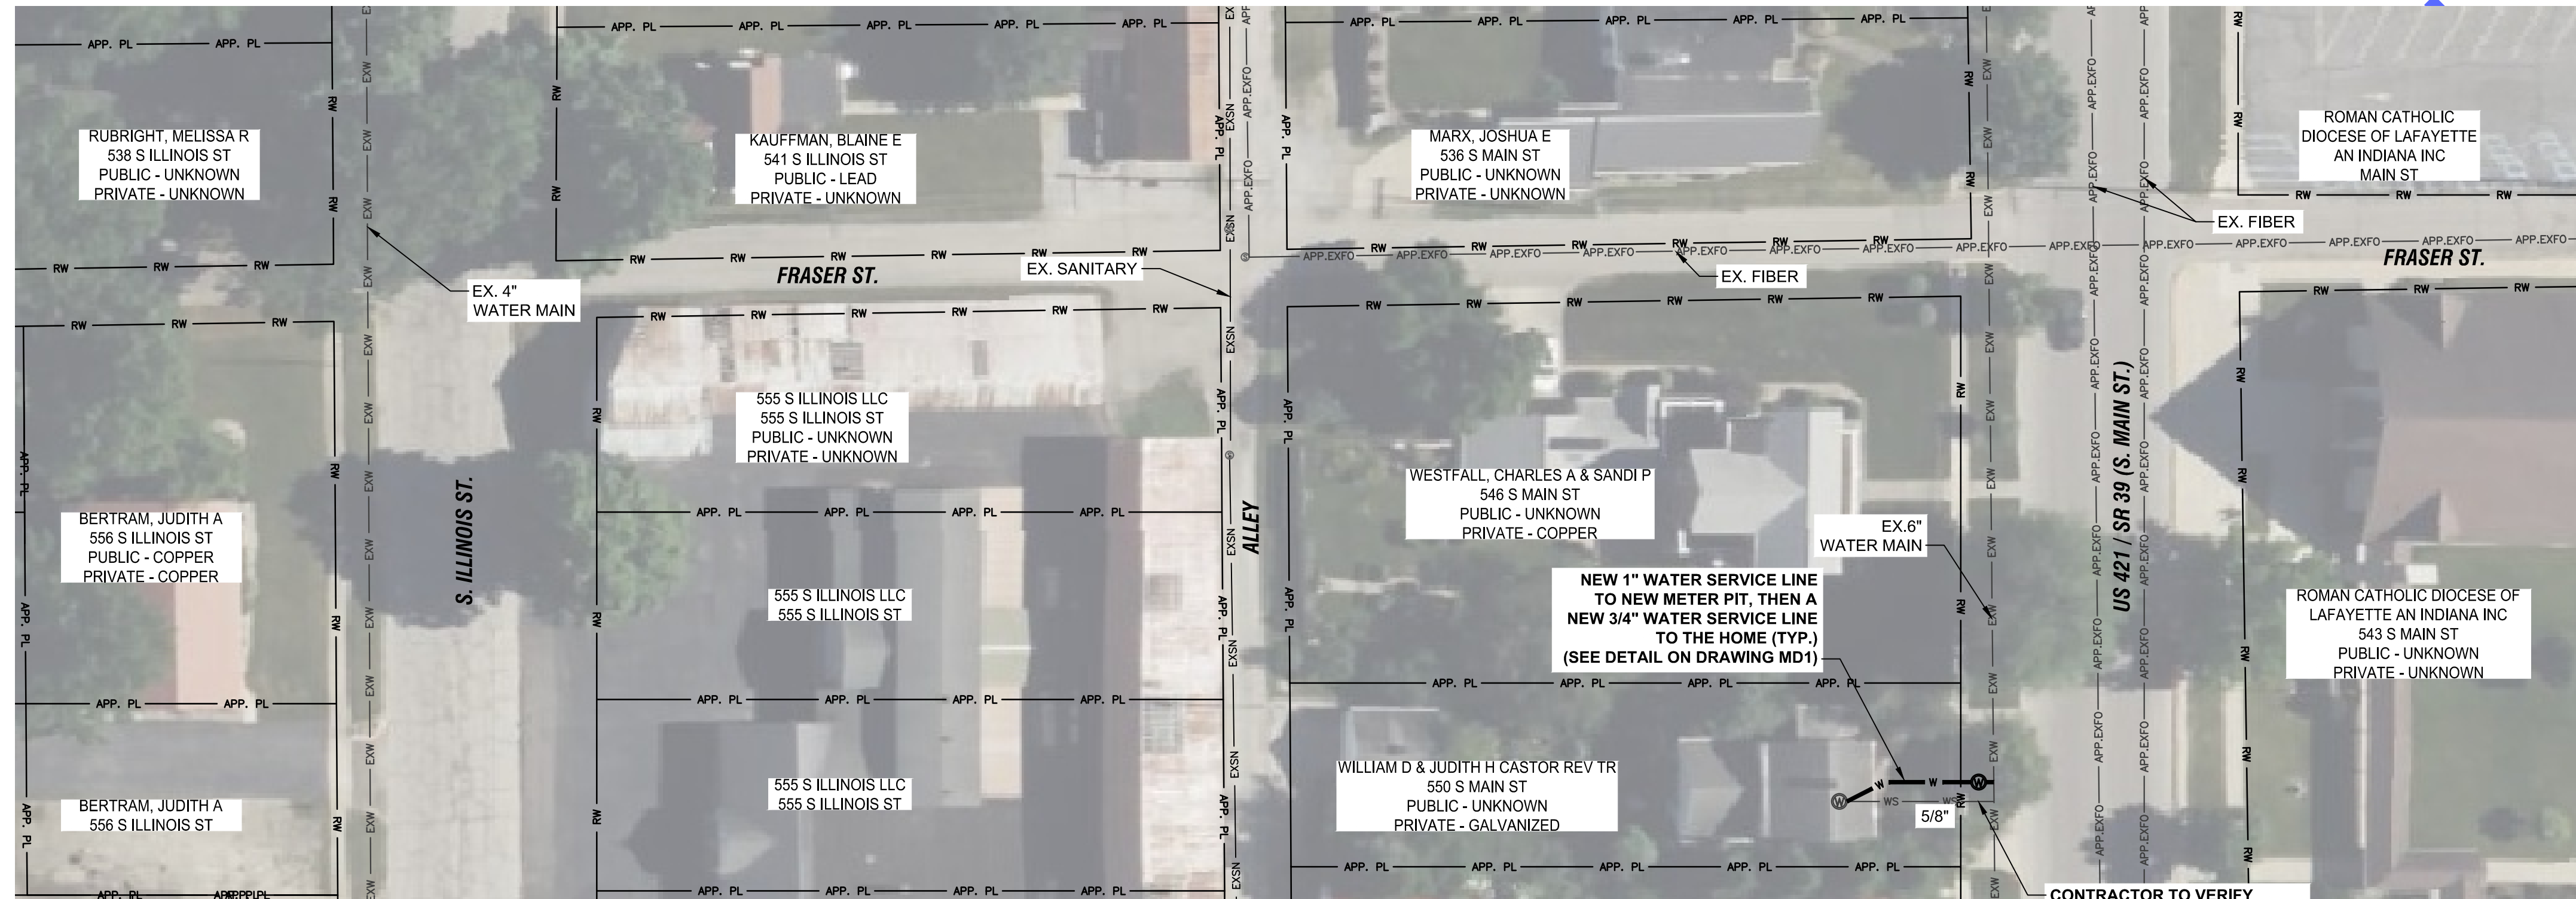 RUBRIGHT, MELISSA R
538 S ILLINOIS ST
PUBLIC - UNKNOWN
PRIVATE - UNKNOWN
KAUFFMAN, BLAINE E
541 S ILLINOIS ST
PUBLIC - LEAD
PRIVATE - UNKNOWN
MARX, JOSHUA E
536 S MAIN ST
PUBLIC - UNKNOWN
PRIVATE - UNKNOWN
ROMAN CATHOLIC
DIOCESE OF LAFAYETTE
AN INDIANA INC
MAIN ST
EX. FIBER
FRASER ST.
EX. SANITARY
EX. FIBER
FRASER ST.
EX. 4"
WATER MAIN
555 S ILLINOIS LLC
555 S ILLINOIS ST
PUBLIC - UNKNOWN
PRIVATE - UNKNOWN
WESTFALL, CHARLES A & SANDI P
546 S MAIN ST
PUBLIC - UNKNOWN
PRIVATE - COPPER
US 421 / SR 39 (S. MAIN ST.)
BERTRAM, JUDITH A
556 S ILLINOIS ST
PUBLIC - COPPER
PRIVATE - COPPER
S. ILLINOIS ST.
ALLEY
EX.6"
WATER MAIN
NEW 1" WATER SERVICE LINE
TO NEW METER PIT, THEN A
NEW 3/4" WATER SERVICE LINE
TO THE HOME (TYP.)
(SEE DETAIL ON DRAWING MD1)
555 S ILLINOIS LLC
555 S ILLINOIS ST
ROMAN CATHOLIC DIOCESE OF
LAFAYETTE AN INDIANA INC
543 S MAIN ST
PUBLIC - UNKNOWN
PRIVATE - UNKNOWN
BERTRAM, JUDITH A
556 S ILLINOIS ST
555 S ILLINOIS LLC
555 S ILLINOIS ST
WILLIAM D & JUDITH H CASTOR REV TR
550 S MAIN ST
PUBLIC - UNKNOWN
PRIVATE - GALVANIZED
W W W W
WS WS
5/8"
CONTRACTOR TO VERIFY
APP. PL
RW
EXW
EXSN
APP.EXFO